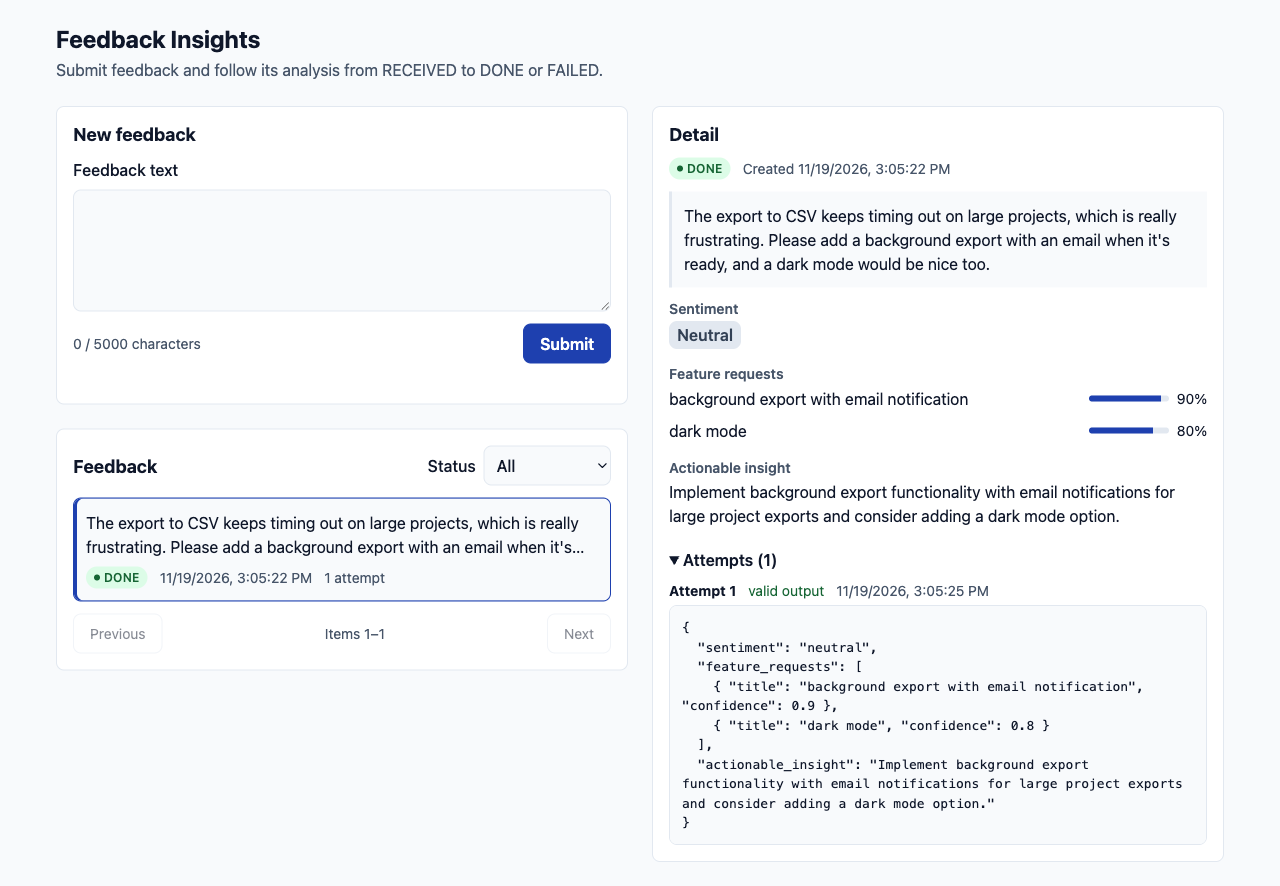 Feedback Insights
Submit feedback and follow its analysis from RECEIVED to DONE or FAILED.
New feedback
Feedback text
0 / 5000 characters
Submit
Feedback
Status
All
The export to CSV keeps timing out on large projects, which is really
frustrating. Please add a background export with an email when it's...
DONE
11/19/2026, 3:05:22 PM
1 attempt
Previous
Items 1–1
Next
Detail
DONE
Created 11/19/2026, 3:05:22 PM
The export to CSV keeps timing out on large projects, which is really
frustrating. Please add a background export with an email when it's
ready, and a dark mode would be nice too.
Sentiment
Neutral
Feature requests
background export with email notification
90%
dark mode
80%
Actionable insight
Implement background export functionality with email notifications for
large project exports and consider adding a dark mode option.
Attempts (1)
Attempt 1 valid output 11/19/2026, 3:05:25 PM
{
  "sentiment": "neutral",
  "feature_requests": [
    { "title": "background export with email notification",
"confidence": 0.9 },
    { "title": "dark mode", "confidence": 0.8 }
  ],
  "actionable_insight": "Implement background export
functionality with email notifications for large project exports
and consider adding a dark mode option."
}